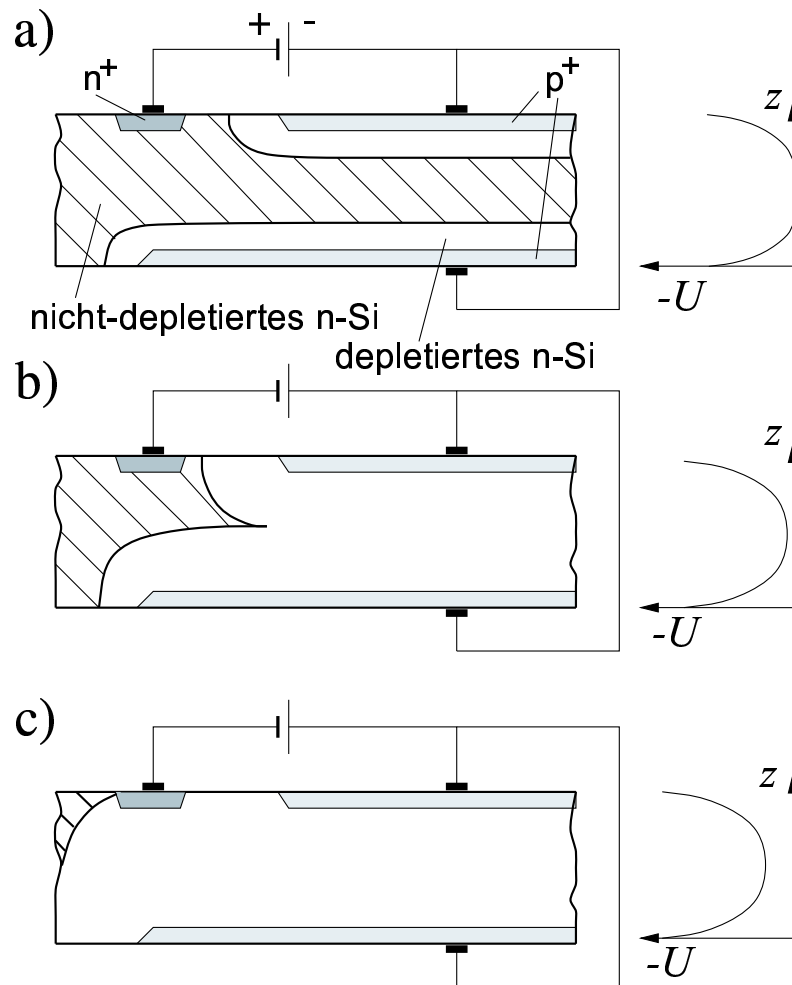 a)
+ -
n+
p+
z
-U
nicht-depletiertes n-Si
depletiertes n-Si
b)
z
-U
c)
z
-U